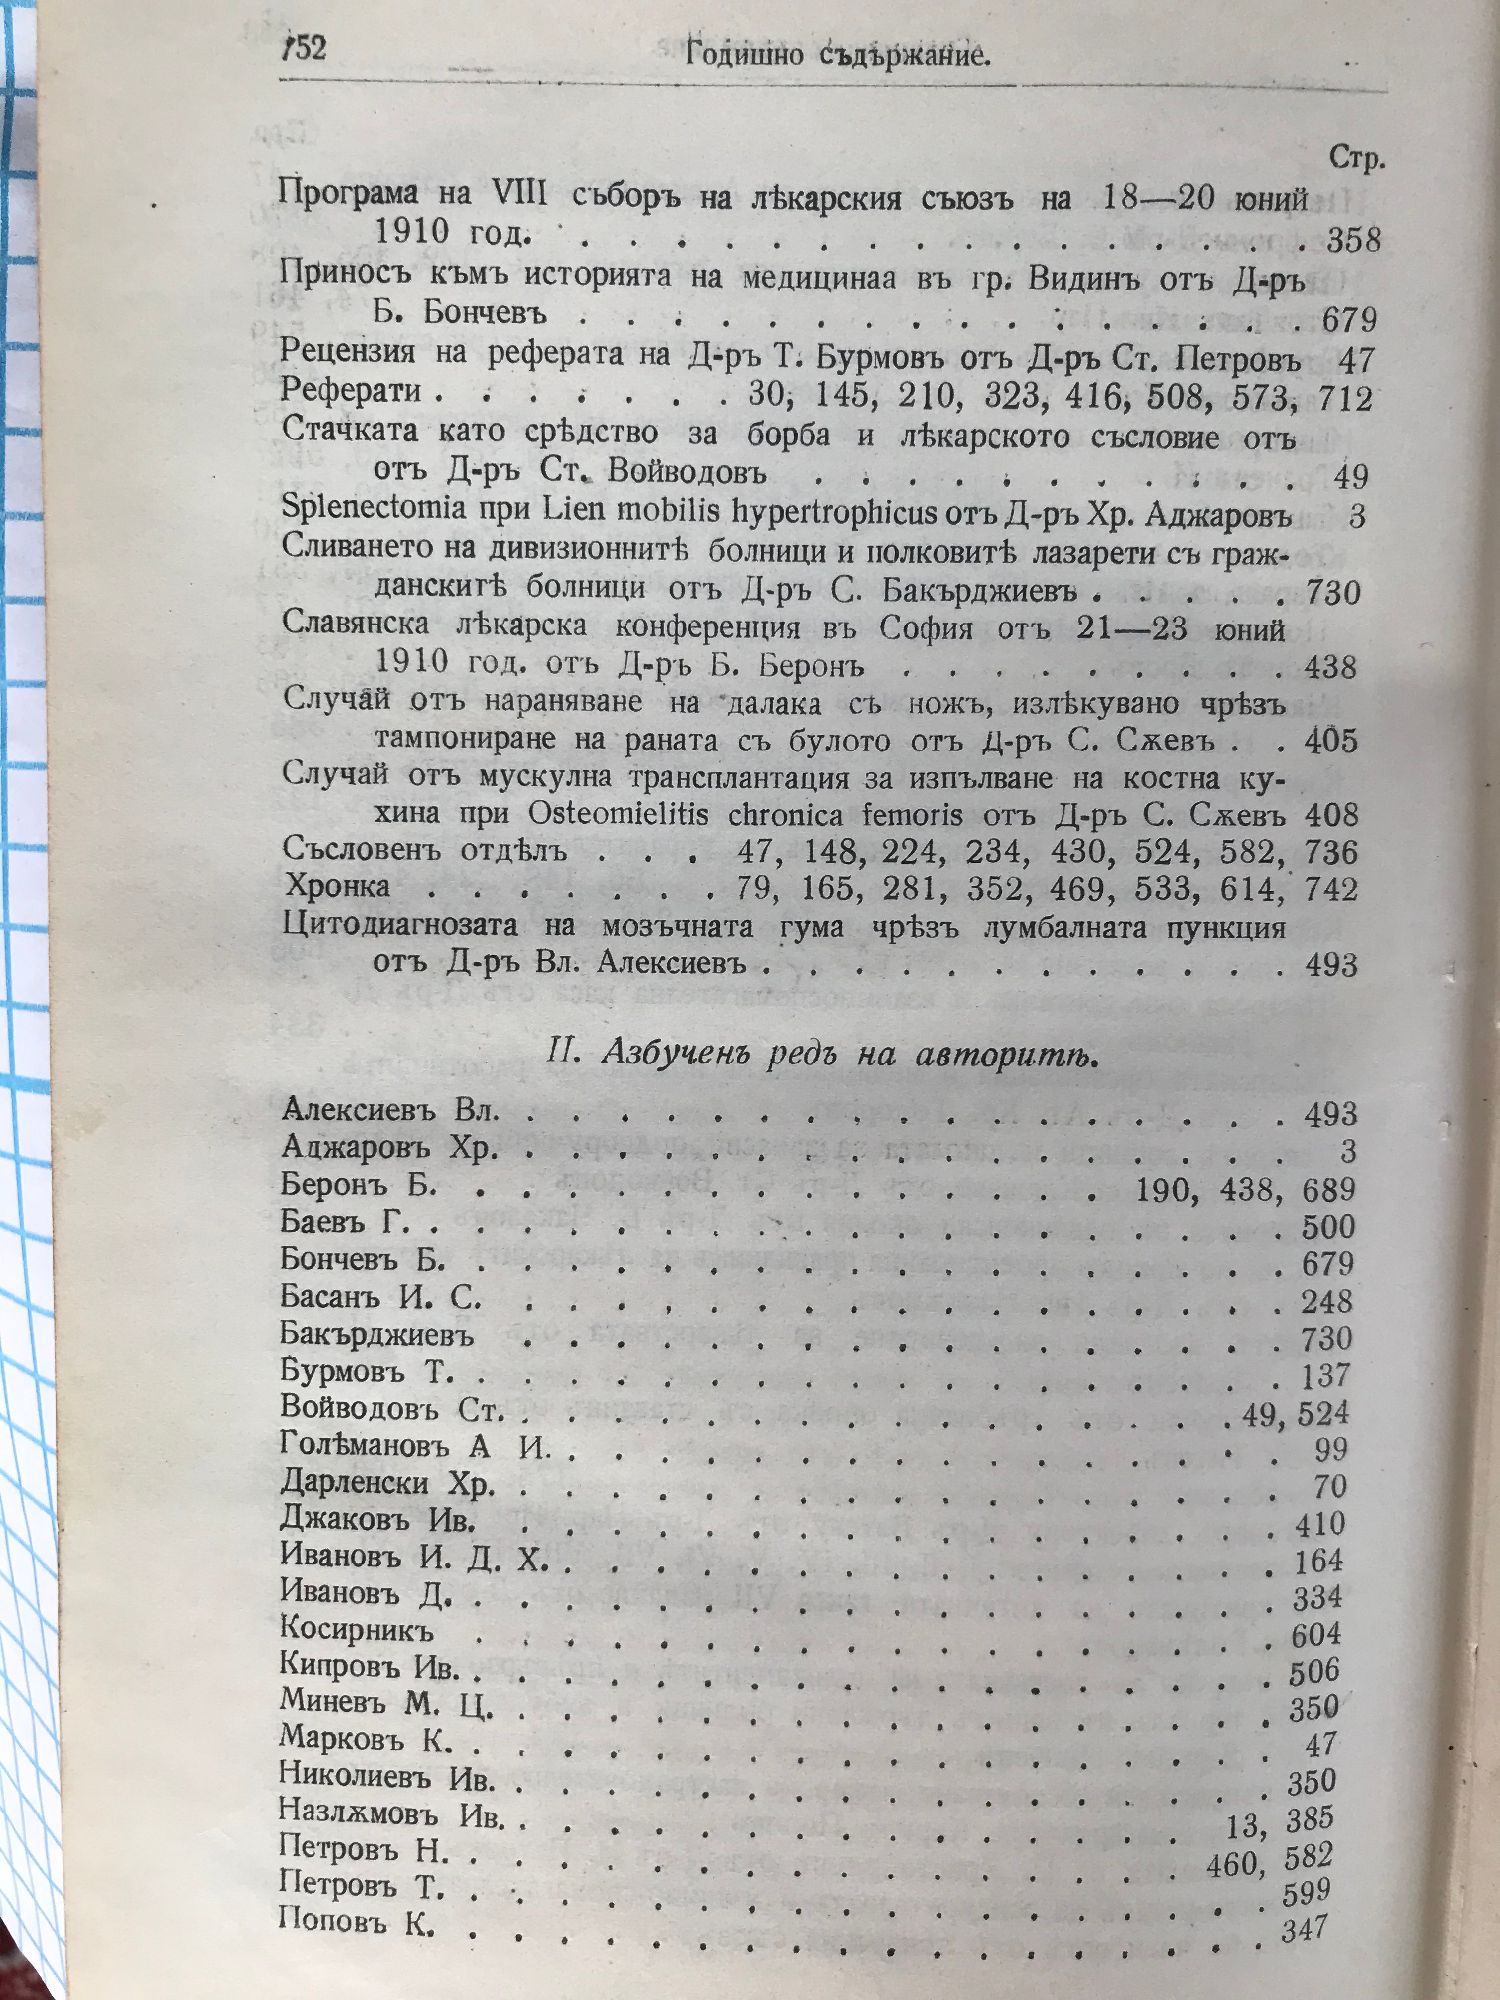 752
Годишно съдържание.
Стр.
Програма на VIII съборъ на лѣкарския съюзъ на 18—20 юний
1910 год. . . . . . . . . . . . . . . . . 358
Приносъ къмъ историята на медицинаа въ гр. Видинъ отъ Д-ръ
Б. Бончевъ . . . . . . . . . . . . . . . . 679
Рецензия на реферата на Д-ръ Т. Бурмовъ отъ Д-ръ Ст. Петровъ 47
Реферати . . . . . . . 30, 145, 210, 323, 416, 508, 573, 712
Стачката като срѣдство за борба и лѣкарското съсловие отъ
отъ Д-ръ Ст. Войводовъ . . . . . . . . . . . 49
Splenectomia при Lien mobilis hypertrophicus отъ Д-ръ Хр. Аджаровъ 3
Сливането на дивизионнитѣ болници и полковитѣ лазарети съ граж-
данскитѣ болници отъ Д-ръ С. Бакърджиевъ . . . . . 730
Славянска лѣкарска конференция въ София отъ 21—23 юний
1910 год. отъ Д-ръ Б. Беронъ . . . . . . . . . 438
Случай отъ нараняване на далака съ ножъ, излѣкувано чрѣзъ
тампониране на раната съ булото отъ Д-ръ С. Сѫевъ . . 405
Случай отъ мускулна трансплантация за изпълване на костна ку-
хина при Osteomielitis chronica femoris отъ Д-ръ С. Сѫевъ 408
Съсловенъ отдѣлъ . . . 47, 148, 224, 234, 430, 524, 582, 736
Хронка . . . . . . . 79, 165, 281, 352, 469, 533, 614, 742
Цитодиагнозата на мозъчната гума чрѣзъ лумбалната пункция
отъ Д-ръ Вл. Алексиевъ . . . . . . . . . . . . 493
II. Азбученъ редъ на авторитѣ.
Алексиевъ Вл. . . . . . . . . . . . . . . . . 493
Аджаровъ Хр. . . . . . . . . . . . . . . . . 3
Беронъ Б. . . . . . . . . . . . . . . 190, 438, 689
Баевъ Г. . . . . . . . . . . . . . . . . . . 500
Бончевъ Б. . . . . . . . . . . . . . . . . . 679
Басанъ И. С. . . . . . . . . . . . . . . . . 248
Бакърджиевъ . . . . . . . . . . . . . . . . . 730
Бурмовъ Т. . . . . . . . . . . . . . . . . . 137
Войводовъ Ст. . . . . . . . . . . . . . . . . 49, 524
Голѣмановъ А И. . . . . . . . . . . . . . . . 99
Дарленски Хр. . . . . . . . . . . . . . . . . 70
Джаковъ Ив. . . . . . . . . . . . . . . . . . 410
Ивановъ И. Д. Х. . . . . . . . . . . . . . . . 164
Ивановъ Д. . . . . . . . . . . . . . . . . . 334
Косирникъ . . . . . . . . . . . . . . . . . . 604
Кипровъ Ив. . . . . . . . . . . . . . . . . . 506
Миневъ М. Ц. . . . . . . . . . . . . . . . . 350
Марковъ К. . . . . . . . . . . . . . . . . . 47
Николиевъ Ив. . . . . . . . . . . . . . . . . 350
Назлѫмовъ Ив. . . . . . . . . . . . . . . . 13, 385
Петровъ Н. . . . . . . . . . . . . . . . . 460, 582
Петровъ Т. . . . . . . . . . . . . . . . . . 599
Поповъ К. . . . . . . . . . . . . . . . . . . 347